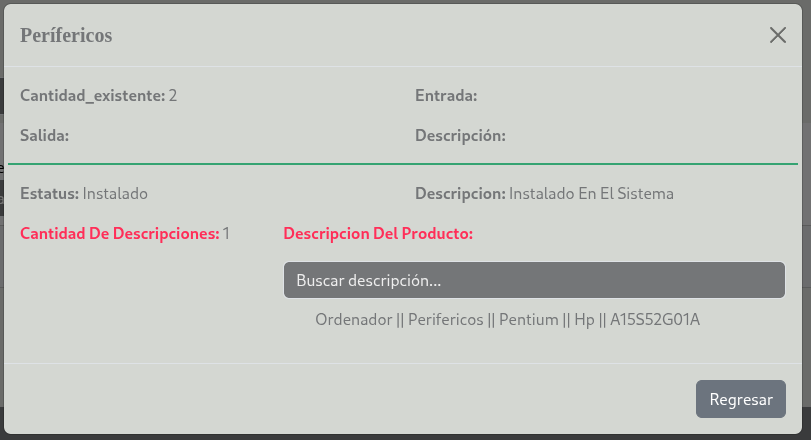 Perífericos
Cantidad_existente: 2
Entrada:
Salida:
Descripción:
Estatus: Instalado
Descripcion: Instalado En El Sistema
Cantidad De Descripciones: 1
Descripcion Del Producto:
Buscar descripción...
Ordenador || Perifericos || Pentium || Hp || A15S52G01A
Regresar